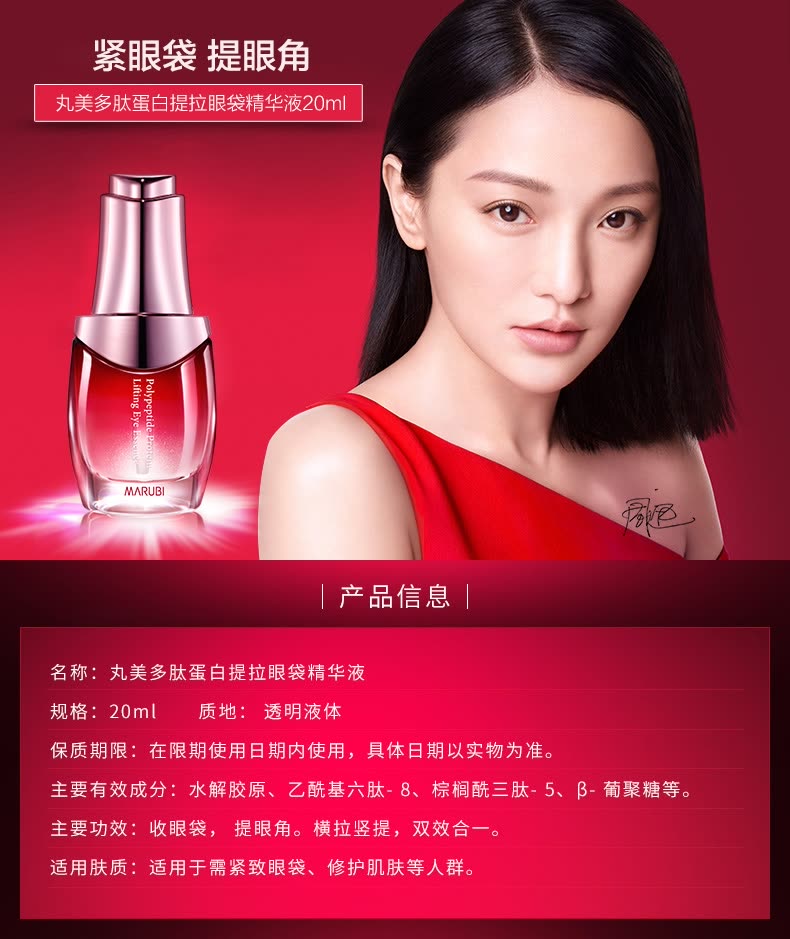 紧眼袋 提眼角
丸美多肽蛋白提拉眼袋精华液20ml
Polypeptide Protein
Lifting Eye Essence
MARUBI
产品信息
名称：丸美多肽蛋白提拉眼袋精华液
规格：20ml 质地： 透明液体
保质期限：在限期使用日期内使用，具体日期以实物为准。
主要有效成分：水解胶原、乙酰基六肽- 8、棕榈酰三肽- 5、β- 葡聚糖等。
主要功效：收眼袋， 提眼角。横拉竖提，双效合一。
适用肤质：适用于需紧致眼袋、修护肌肤等人群。